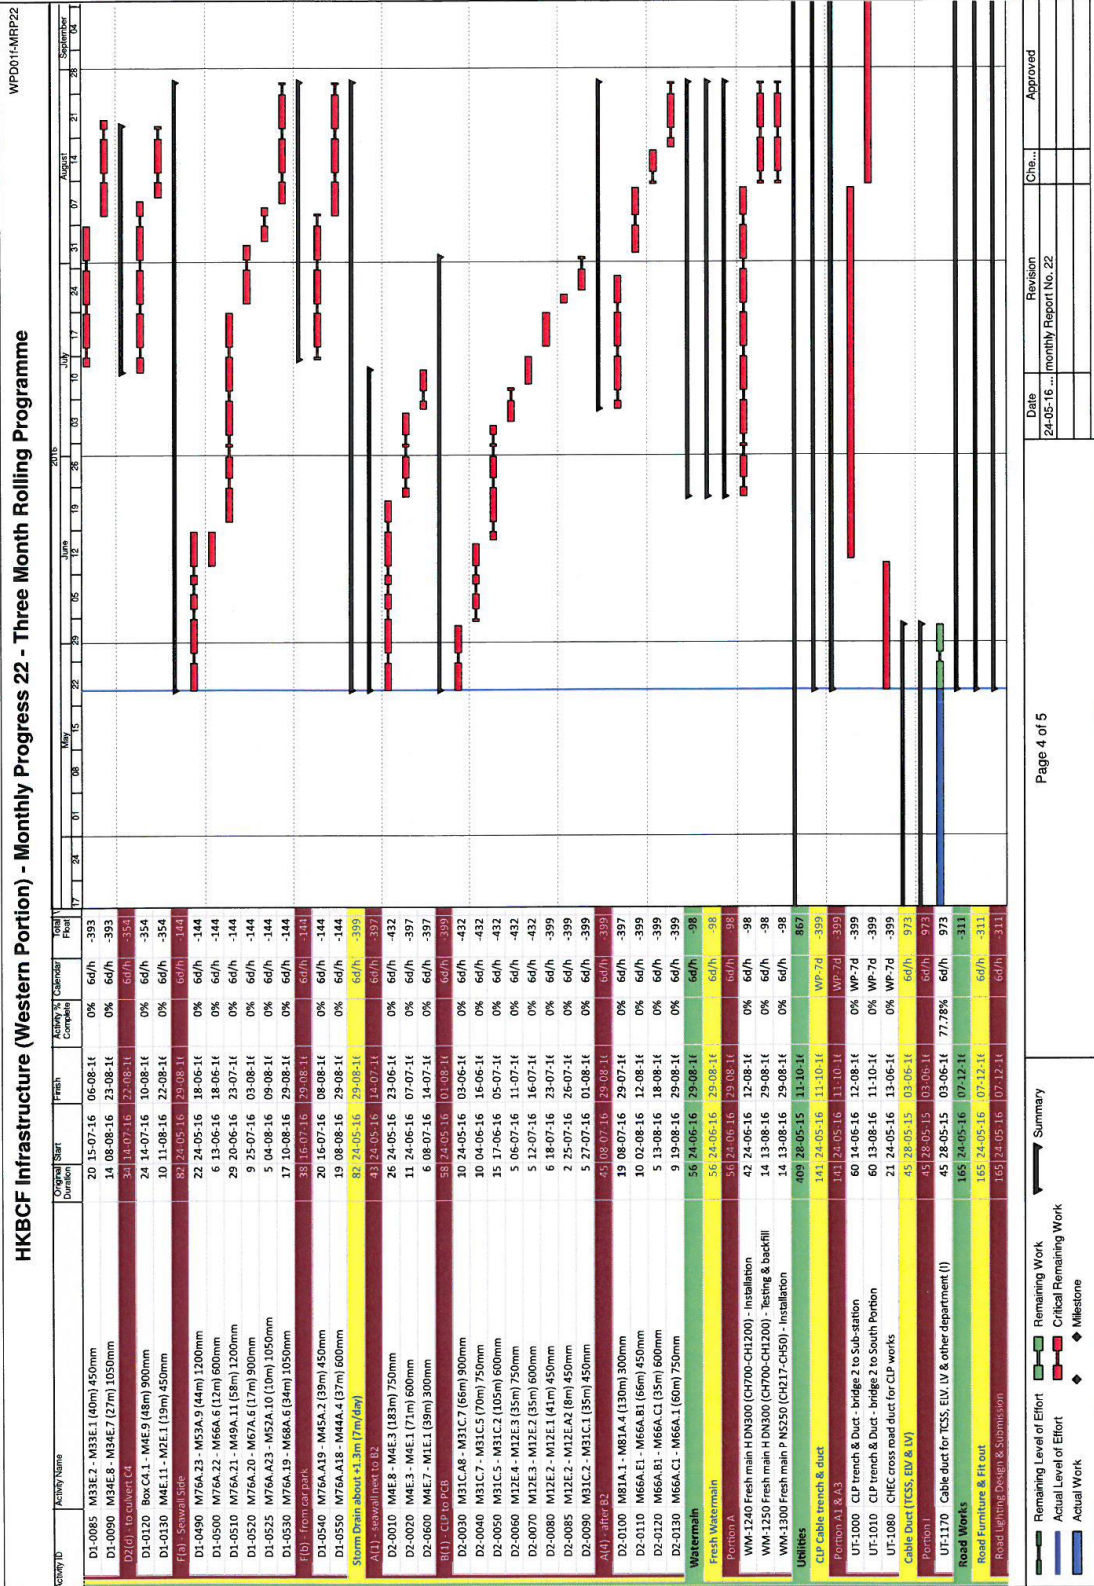 WPD01f-MRP22
HKBCF Infrastructure (Western Portion) - Monthly Progress 22 - Three Month Rolling Programme
Activity ID Activity Name Original Duration Start Finish Activity % Complete Calendar Total Float
2016
May June July August September
17 24 01 08 15 22 29 05 12 19 26 03 10 17 24 31 07 14 21 28 04
D1-0085 M33E.2 - M33E.1 (40m) 450mm 20 15-07-16 06-08-16 0% 6d/h -393
D1-0090 M34E.8 - M34E.7 (27m) 1050mm 14 08-08-16 23-08-16 0% 6d/h -393
D2(d) - to culvert C4 34 14-07-16 22-08-16 6d/h -354
D1-0120 Box C4.1 - M4E.9 (48m) 900mm 24 14-07-16 10-08-16 0% 6d/h -354
D1-0130 M4E.11 - M2E.1 (19m) 450mm 10 11-08-16 22-08-16 0% 6d/h -354
F(a) - Seawall Side 82 24-05-16 29-08-16 6d/h -144
D1-0490 M76A.23 - M53A.9 (44m) 1200mm 22 24-05-16 18-06-16 0% 6d/h -144
D1-0500 M76A.22 - M66A.6 (12m) 600mm 6 13-06-16 18-06-16 0% 6d/h -144
D1-0510 M76A.21 - M49A.11 (58m) 1200mm 29 20-06-16 23-07-16 0% 6d/h -144
D1-0520 M76A.20 - M67A.6 (17m) 900mm 9 25-07-16 03-08-16 0% 6d/h -144
D1-0525 M76A.A23 - M52A.10 (10m) 1050mm 5 04-08-16 09-08-16 0% 6d/h -144
D1-0530 M76A.19 - M68A.6 (34m) 1050mm 17 10-08-16 29-08-16 0% 6d/h -144
F(b) - from car park 38 16-07-16 29-08-16 6d/h -144
D1-0540 M76A.A19 - M45A.2 (39m) 450mm 20 16-07-16 08-08-16 0% 6d/h -144
D1-0550 M76A.A18 - M44A.4 (37m) 600mm 19 09-08-16 29-08-16 0% 6d/h -144
Storm Drain about +1.3m (7m/day) 82 24-05-16 29-08-16 6d/h -399
A(1) - seawall next to B2 43 24-05-16 14-07-16 6d/h -397
D2-0010 M4E.8 - M4E.3 (183m) 750mm 26 24-05-16 23-06-16 0% 6d/h -432
D2-0020 M4E.3 - M4E.1 (71m) 600mm 11 24-06-16 07-07-16 0% 6d/h -397
D2-0600 M4E.7 - M1E.1 (39m) 300mm 6 08-07-16 14-07-16 0% 6d/h -397
B(1) - CLP to PCB 58 24-05-16 01-08-16 6d/h -399
D2-0030 M31C.A8 - M31C.7 (66m) 900mm 10 24-05-16 03-06-16 0% 6d/h -432
D2-0040 M31C.7 - M31C.5 (70m) 750mm 10 04-06-16 16-06-16 0% 6d/h -432
D2-0050 M31C.5 - M31C.2 (105m) 600mm 15 17-06-16 05-07-16 0% 6d/h -432
D2-0060 M12E.4 - M12E.3 (35m) 750mm 5 06-07-16 11-07-16 0% 6d/h -432
D2-0070 M12E.3 - M12E.2 (35m) 600mm 5 12-07-16 16-07-16 0% 6d/h -432
D2-0080 M12E.2 - M12E.1 (41m) 450mm 6 18-07-16 23-07-16 0% 6d/h -399
D2-0085 M12E.2 - M12E.A2 (8m) 450mm 2 25-07-16 26-07-16 0% 6d/h -399
D2-0090 M31C.2 - M31C.1 (35m) 450mm 5 27-07-16 01-08-16 0% 6d/h -399
A(4) - after B2 45 08-07-16 29-08-16 6d/h -399
D2-0100 M81A.1 - M81A.4 (130m) 300mm 19 08-07-16 29-07-16 0% 6d/h -397
D2-0110 M66A.E1 - M66A.B1 (66m) 450mm 10 02-08-16 12-08-16 0% 6d/h -399
D2-0120 M66A.B1 - M66A.C1 (35m) 600mm 5 13-08-16 18-08-16 0% 6d/h -399
D2-0130 M66A.C1 - M66A.1 (60m) 750mm 9 19-08-16 29-08-16 0% 6d/h -399
Watermain 56 24-06-16 29-08-16 6d/h -98
Fresh Watermain 56 24-06-16 29-08-16 6d/h -98
Portion A 56 24-06-16 29-08-16 6d/h -98
WM-1240 Fresh main H DN300 (CH700-CH1200) - Installation 42 24-06-16 12-08-16 0% 6d/h -98
WM-1250 Fresh main H DN300 (CH700-CH1200) - Testing & backfill 14 13-08-16 29-08-16 0% 6d/h -98
WM-1300 Fresh main P NS250 (CH217-CH50) - Installation 14 13-08-16 29-08-16 0% 6d/h -98
Utilities 409 28-05-15 11-10-16 867
CLP Cable trench & duct 141 24-05-16 11-10-16 WP-7d -399
Portion A1 & A3 141 24-05-16 11-10-16 WP-7d -399
UT-1000 CLP trench & Duct - bridge 2 to Sub-station 60 14-06-16 12-08-16 0% WP-7d -399
UT-1010 CLP trench & Duct - bridge 2 to South Portion 60 13-08-16 11-10-16 0% WP-7d -399
UT-1080 CHEC cross road duct for CLP works 21 24-05-16 13-06-16 0% WP-7d -399
Cable Duct (TCSS, ELV & LV) 45 28-05-15 03-06-16 6d/h 973
Portion I 45 28-05-15 03-06-16 6d/h 973
UT-1170 Cable duct for TCSS, ELV, LV & other department (I) 45 28-05-15 03-06-16 77.78% 6d/h 973
Road Works 165 24-05-16 07-12-16 6d/h -311
Road Furniture & Fit out 165 24-05-16 07-12-16 6d/h -311
Road Lighting Design & Submission 165 24-05-16 07-12-16 6d/h -311
Remaining Level of Effort Remaining Work Summary
Actual Level of Effort Critical Remaining Work
Actual Work Milestone
Page 4 of 5
Date Revision Che... Approved
24-05-16 ... monthly Report No. 22